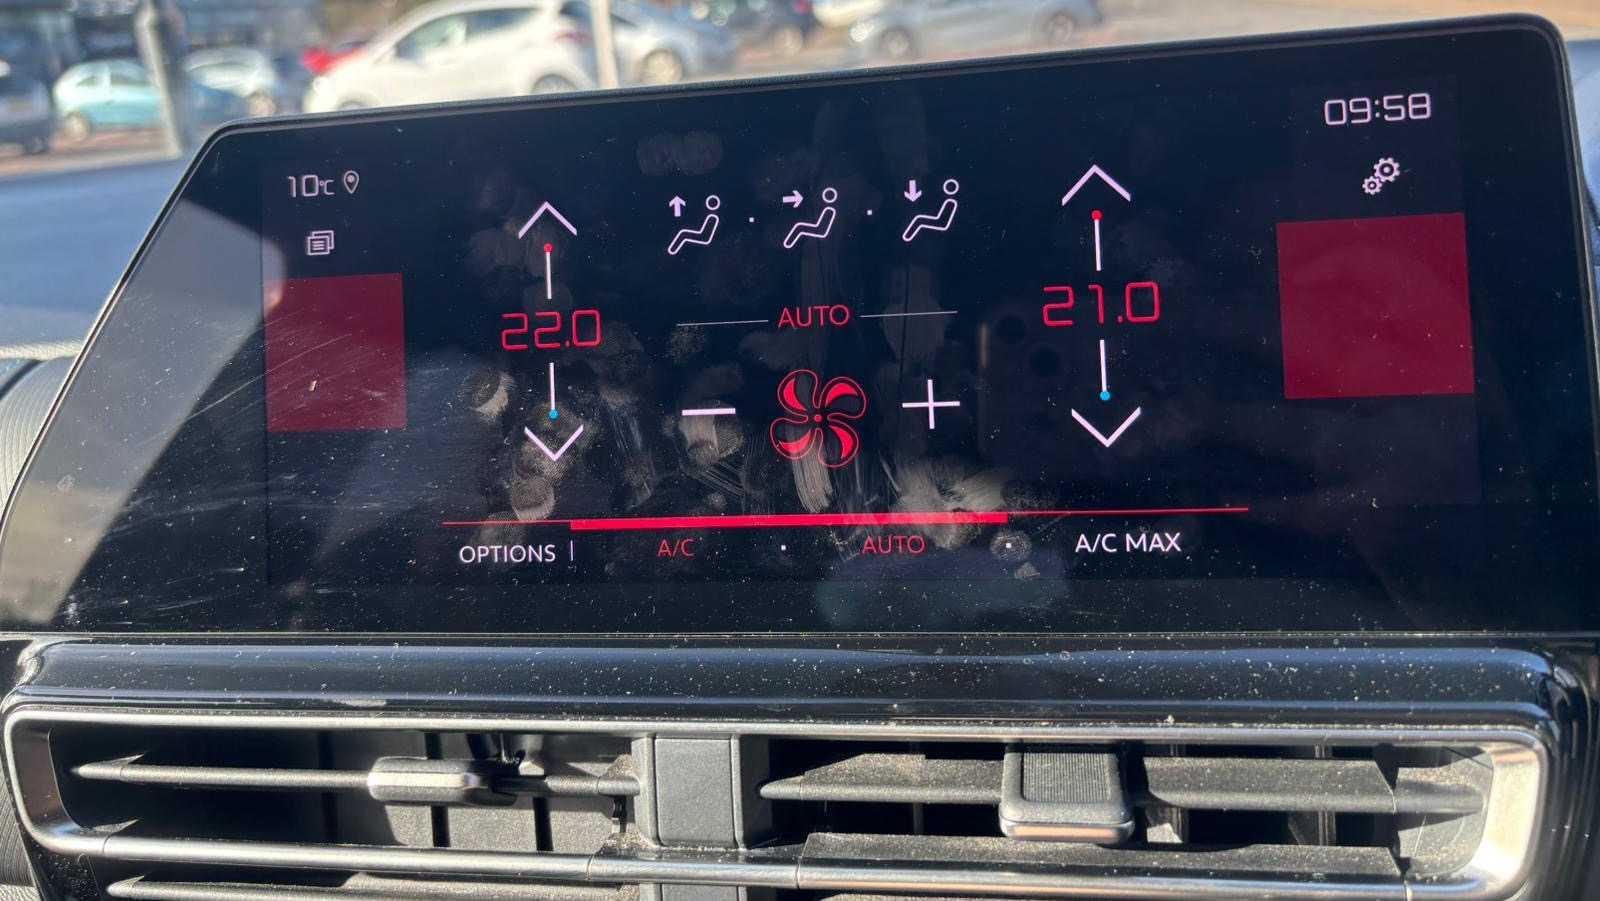 09:58
10°C
22.0
AUTO
21.0
OPTIONS | A/C · AUTO · A/C MAX